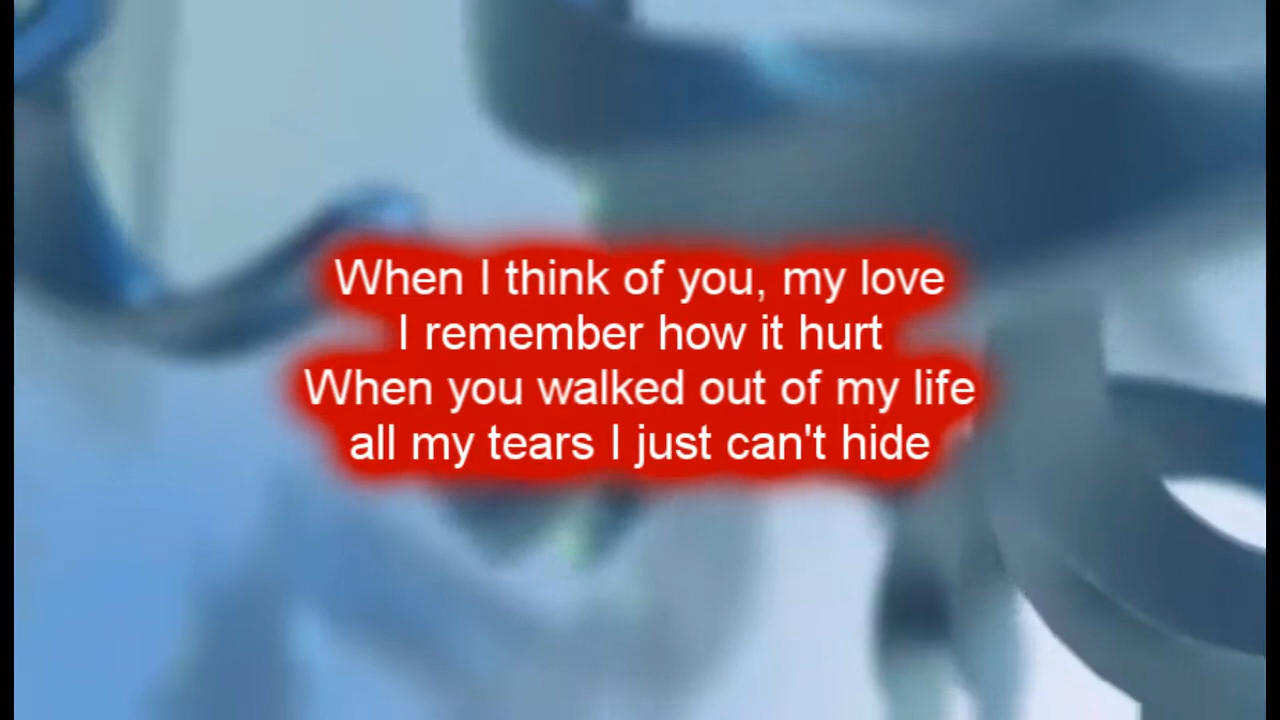 When I think of you, my love
I remember how it hurt
When you walked out of my life
all my tears I just can't hide